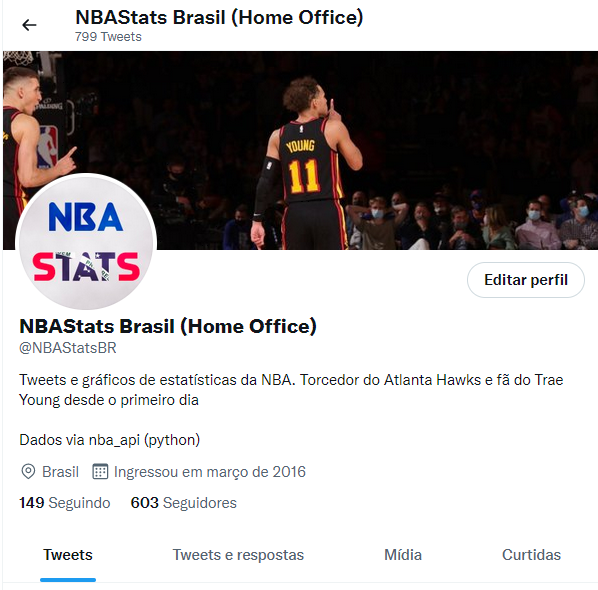 NBAStats Brasil (Home Office)
799 Tweets
SPALDING
NBA
YOUNG
11
NBA
STATS
Editar perfil
NBAStats Brasil (Home Office)
@NBAStatsBR
Tweets e gráficos de estatísticas da NBA. Torcedor do Atlanta Hawks e fã do Trae
Young desde o primeiro dia
Dados via nba_api (python)
Brasil Ingressou em março de 2016
149 Seguindo 603 Seguidores
Tweets Tweets e respostas Mídia Curtidas